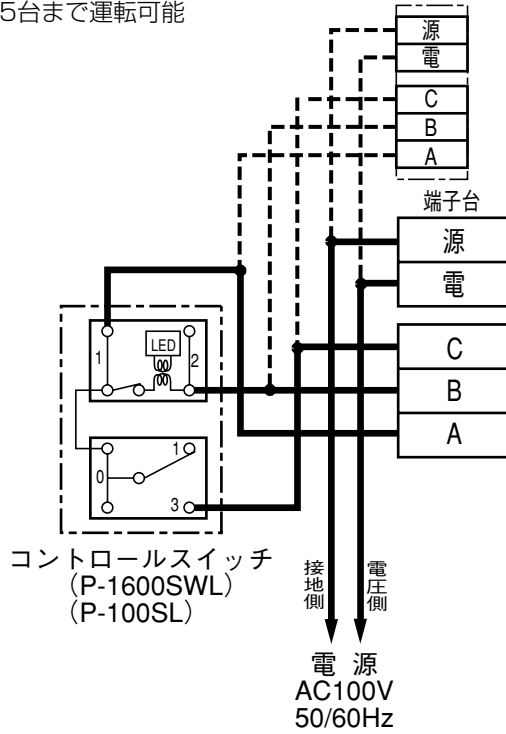 5台まで運転可能
源
電
C
B
A
端子台
源
電
C
B
A
LED
1
2
1
0
3
コントロールスイッチ
（P-1600SWL）
（P-100SL）
接地側
電圧側
電 源
AC100V
50/60Hz